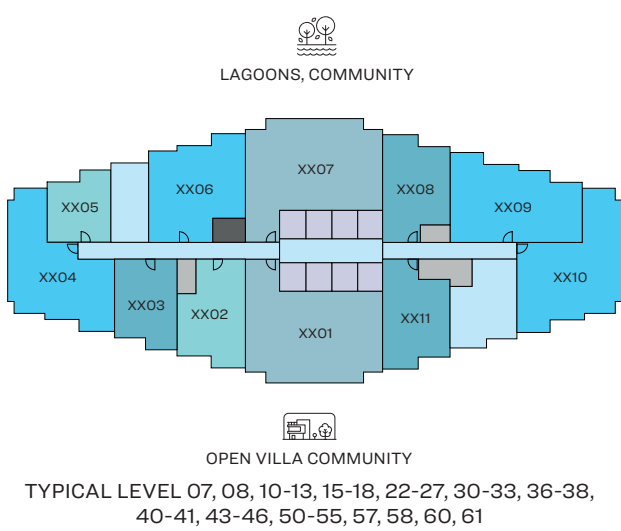 LAGOONS, COMMUNITY
XX07
XX06
XX08
XX05
XX09
XX04
XX10
XX03
XX02
XX01
XX11
OPEN VILLA COMMUNITY
TYPICAL LEVEL 07, 08, 10-13, 15-18, 22-27, 30-33, 36-38,
40-41, 43-46, 50-55, 57, 58, 60, 61